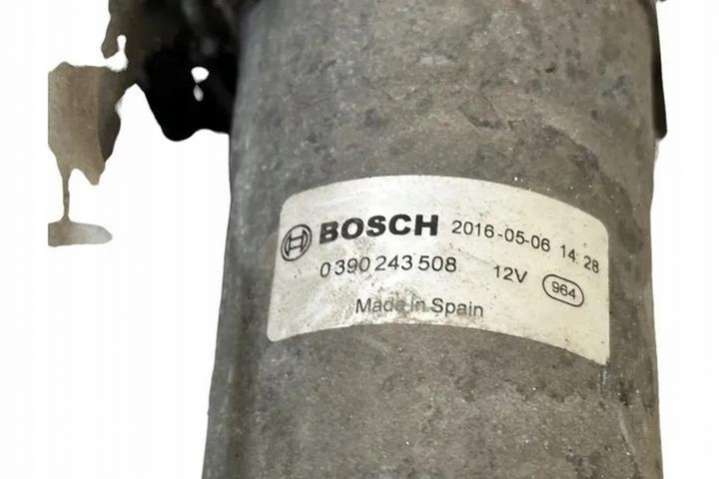 BOSCH 2016-05-06 14:28
0 390 243 508 12V 964
Made in Spain